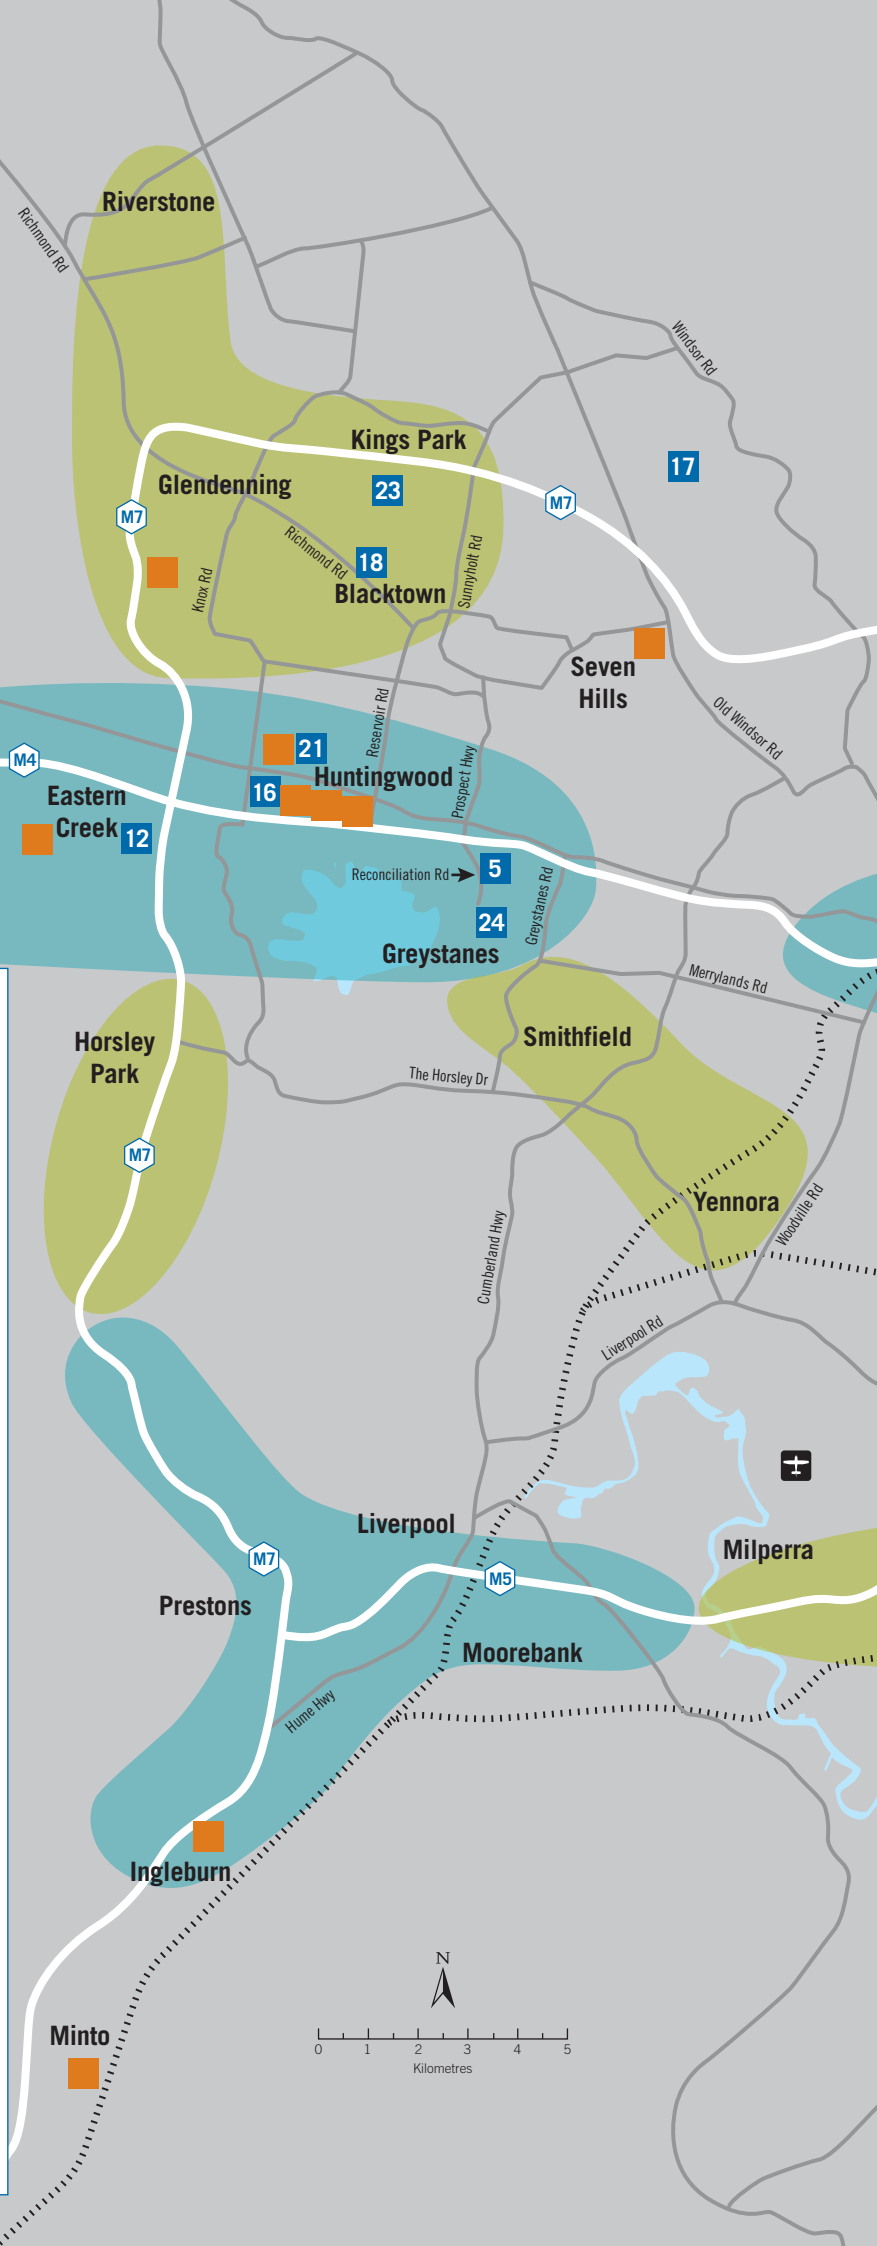 Riverstone
Richmond Rd
Windsor Rd
Kings Park
17
Glendenning
23
M7
M7
Richmond Rd
18
Sunnyholt Rd
Knox Rd
Blacktown
Seven
Hills
Reservoir Rd
Old Windsor Rd
21
M4
Huntingwood
Prospect Hwy
16
Eastern
Creek
12
Reconciliation Rd
5
Greystanes Rd
24
Greystanes
Merrylands Rd
Smithfield
Horsley
Park
The Horsley Dr
M7
Yennora
Woodville Rd
Cumberland Hwy
Liverpool Rd
Liverpool
Milperra
M7
M5
Prestons
Moorebank
Hume Hwy
Ingleburn
N
Minto
0 1 2 3 4 5
Kilometres